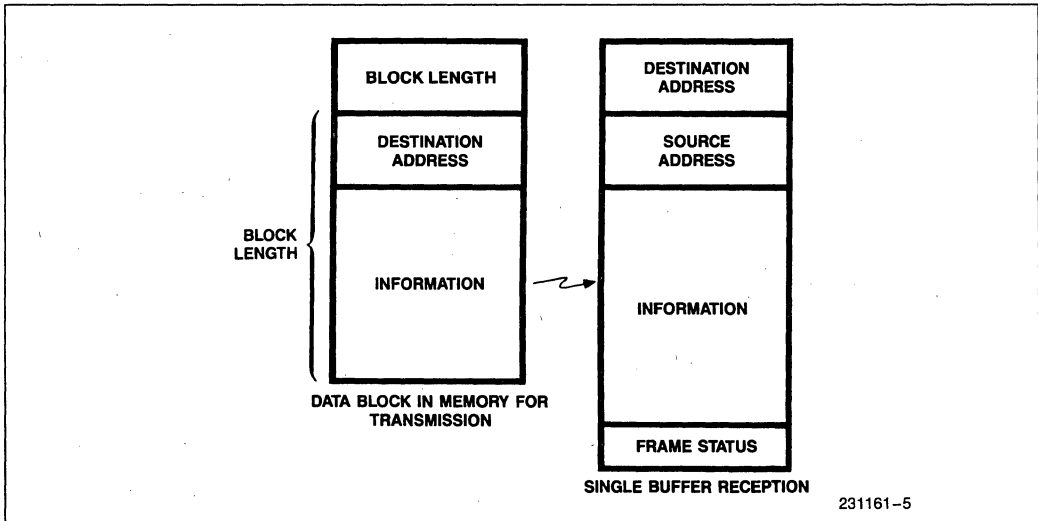 BLOCK LENGTH
DESTINATION
ADDRESS
BLOCK
LENGTH
INFORMATION
DATA BLOCK IN MEMORY FOR
TRANSMISSION
DESTINATION
ADDRESS
SOURCE
ADDRESS
INFORMATION
FRAME STATUS
SINGLE BUFFER RECEPTION
231161–5